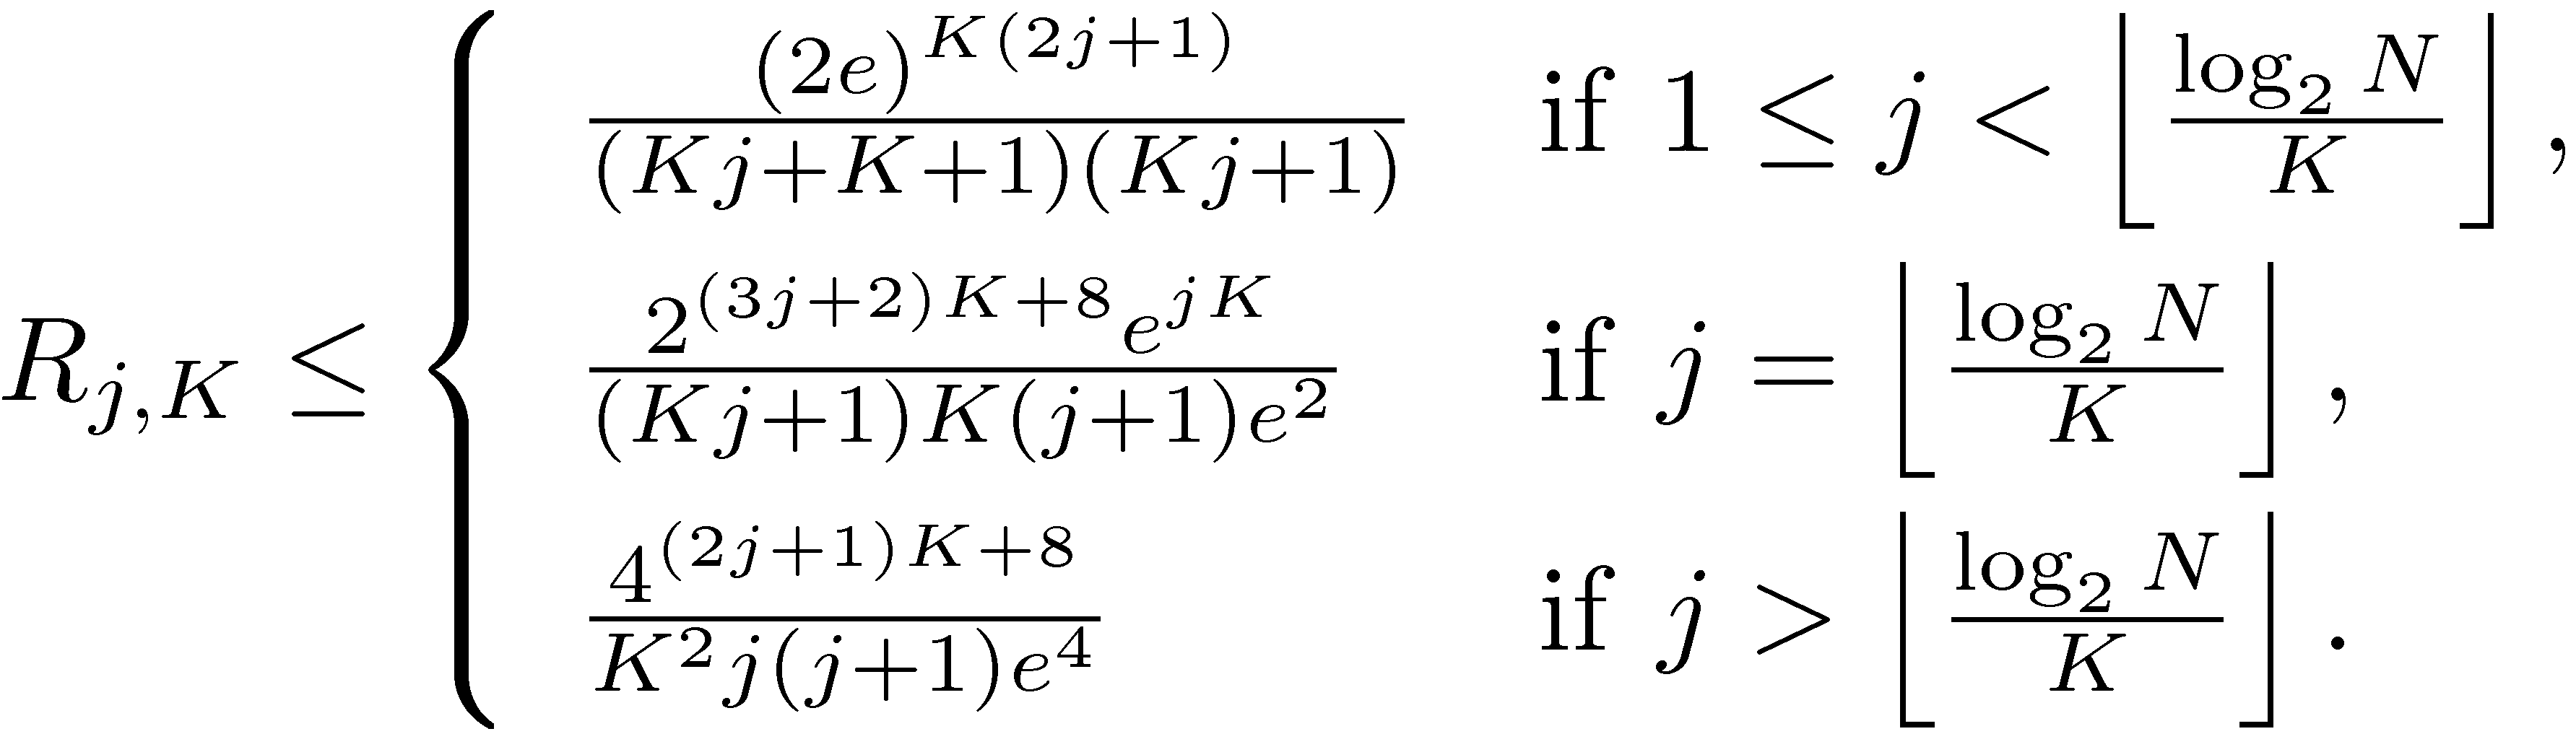 R_{j,K} \leq \begin{cases} \frac{(2e)^{K(2j+1)}}{(Kj+K+1)(Kj+1)} & \text{if } 1 \leq j < \left\lfloor \frac{\log_2 N}{K} \right\rfloor, \\
\frac{2^{(3j+2)K+8} e^{jK}}{(Kj+1)K(j+1)e^2} & \text{if } j = \left\lfloor \frac{\log_2 N}{K} \right\rfloor, \\
\frac{4^{(2j+1)K+8}}{K^2 j(j+1)e^4} & \text{if } j > \left\lfloor \frac{\log_2 N}{K} \right\rfloor. \end{cases}